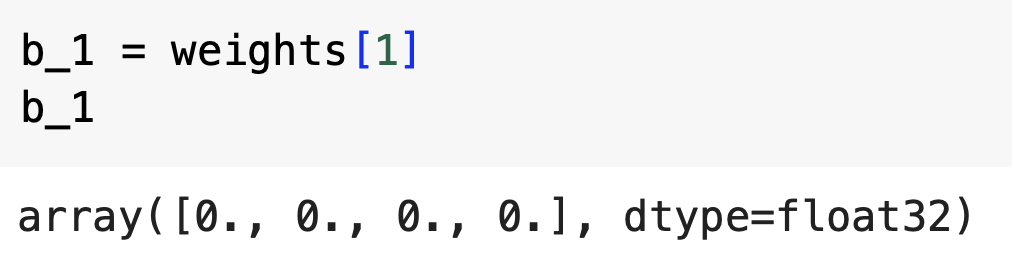 b_1 = weights[1]
b_1
array([0., 0., 0., 0.], dtype=float32)